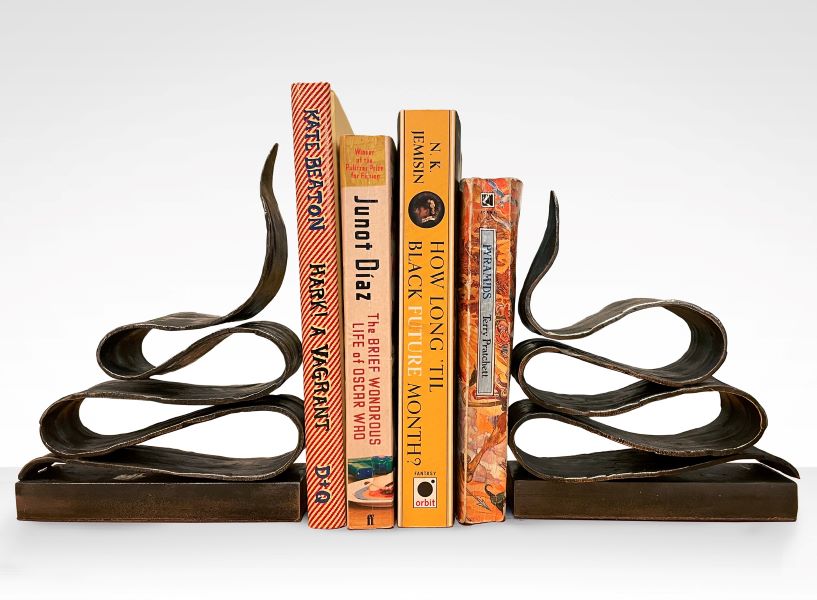 KATE BEATON HARK! A VAGRANT D+Q
Winner
of the
Pulitzer Prize
for Fiction
Junot Díaz
The BRIEF WONDROUS
LIFE of OSCAR WAO
ff
N. K.
JEMISIN
HOW LONG 'TIL
BLACK FUTURE MONTH?
FANTASY
orbit
PYRAMIDS Terry Pratchett